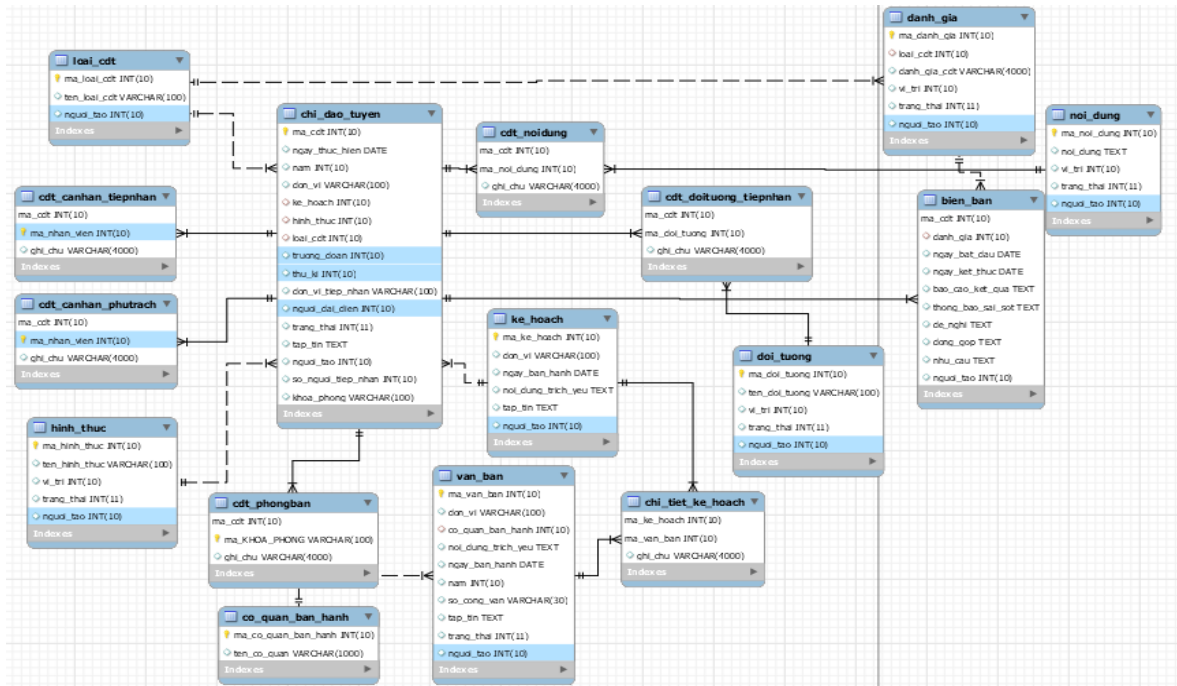 loai_cdt
ma_loai_cdt INT(10)
ten_loai_cdt VARCHAR(100)
nguoi_tao INT(10)
Indexes
chi_dao_tuyen
ma_cdt INT(10)
ngay_thuc_hien DATE
nam INT(10)
don_vi VARCHAR(100)
ke_hoach INT(10)
hinh_thuc INT(10)
loai_cdt INT(10)
truong_doan INT(10)
thu_ki INT(10)
don_vi_tiep_nhan VARCHAR(100)
nguoi_dai_dien INT(10)
trang_thai INT(11)
tap_tin TEXT
nguoi_tao INT(10)
so_nguoi_tiep_nhan INT(10)
khoa_phong VARCHAR(100)
Indexes
cdt_noidung
ma_cdt INT(10)
ma_noi_dung INT(10)
ghi_chu VARCHAR(4000)
Indexes
danh_gia
ma_danh_gia INT(10)
loai_cdt INT(10)
danh_gia_cdt VARCHAR(4000)
vi_tri INT(10)
trang_thai INT(11)
nguoi_tao INT(10)
Indexes
noi_dung
ma_noi_dung INT(10)
noi_dung TEXT
vi_tri INT(10)
trang_thai INT(11)
nguoi_tao INT(10)
Indexes
cdt_canhan_tiepnhan
ma_cdt INT(10)
ma_nhan_vien INT(10)
ghi_chu VARCHAR(4000)
Indexes
cdt_doituong_tiepnhan
ma_cdt INT(10)
ma_doi_tuong INT(10)
ghi_chu VARCHAR(4000)
Indexes
bien_ban
ma_cdt INT(10)
danh_gia INT(10)
ngay_bat_dau DATE
ngay_ket_thuc DATE
bao_cao_ket_qua TEXT
thong_bao_sai_sot TEXT
de_nghi TEXT
dong_gop TEXT
nhu_cau TEXT
nguoi_tao INT(10)
Indexes
cdt_canhan_phutrach
ma_cdt INT(10)
ma_nhan_vien INT(10)
ghi_chu VARCHAR(4000)
Indexes
ke_hoach
ma_ke_hoach INT(10)
don_vi VARCHAR(100)
ngay_ban_hanh DATE
noi_dung_trich_yeu TEXT
tap_tin TEXT
nguoi_tao INT(10)
Indexes
doi_tuong
ma_doi_tuong INT(10)
ten_doi_tuong VARCHAR(100)
vi_tri INT(10)
trang_thai INT(11)
nguoi_tao INT(10)
Indexes
hinh_thuc
ma_hinh_thuc INT(10)
ten_hinh_thuc VARCHAR(100)
vi_tri INT(10)
trang_thai INT(11)
nguoi_tao INT(10)
Indexes
cdt_phongban
ma_cdt INT(10)
ma_KHOA_PHONG VARCHAR(100)
ghi_chu VARCHAR(4000)
Indexes
van_ban
ma_van_ban INT(10)
don_vi VARCHAR(100)
co_quan_ban_hanh INT(10)
noi_dung_trich_yeu TEXT
ngay_ban_hanh DATE
nam INT(10)
so_cong_van VARCHAR(30)
tap_tin TEXT
trang_thai INT(11)
nguoi_tao INT(10)
Indexes
chi_tiet_ke_hoach
ma_ke_hoach INT(10)
ma_van_ban INT(10)
ghi_chu VARCHAR(4000)
Indexes
co_quan_ban_hanh
ma_co_quan_ban_hanh INT(10)
ten_co_quan VARCHAR(1000)
Indexes